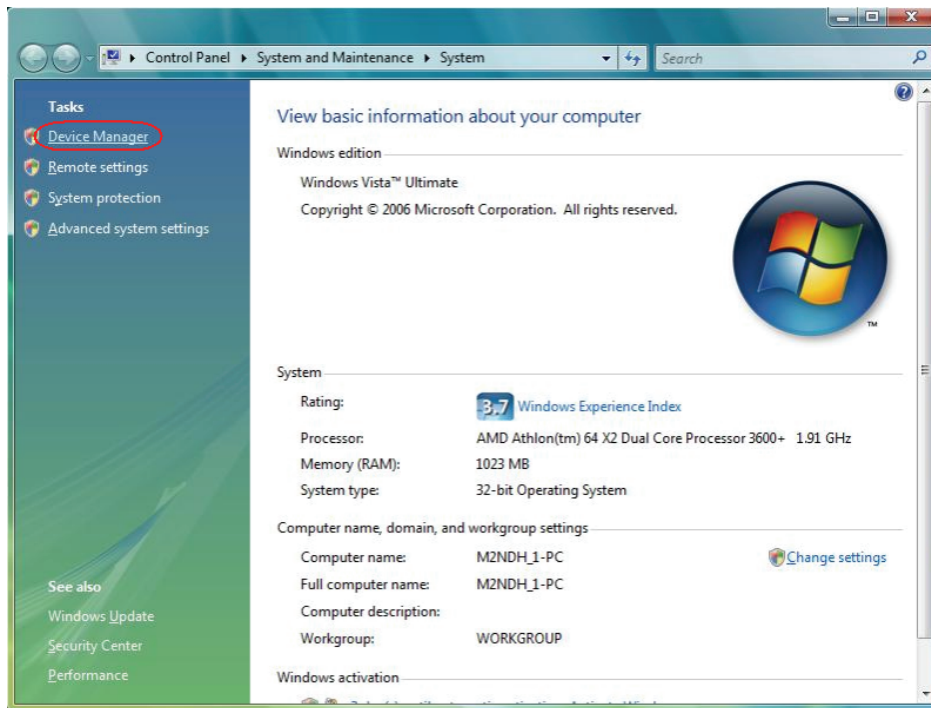 Control Panel ▸ System and Maintenance ▸ System
Search
Tasks
Device Manager
Remote settings
System protection
Advanced system settings
See also
Windows Update
Security Center
Performance
View basic information about your computer
Windows edition
Windows Vista™ Ultimate
Copyright © 2006 Microsoft Corporation. All rights reserved.
TM
System
Rating:
3.7 Windows Experience Index
Processor: AMD Athlon(tm) 64 X2 Dual Core Processor 3600+ 1.91 GHz
Memory (RAM): 1023 MB
System type: 32-bit Operating System
Computer name, domain, and workgroup settings
Computer name: M2NDH_1-PC
Change settings
Full computer name: M2NDH_1-PC
Computer description:
Workgroup: WORKGROUP
Windows activation